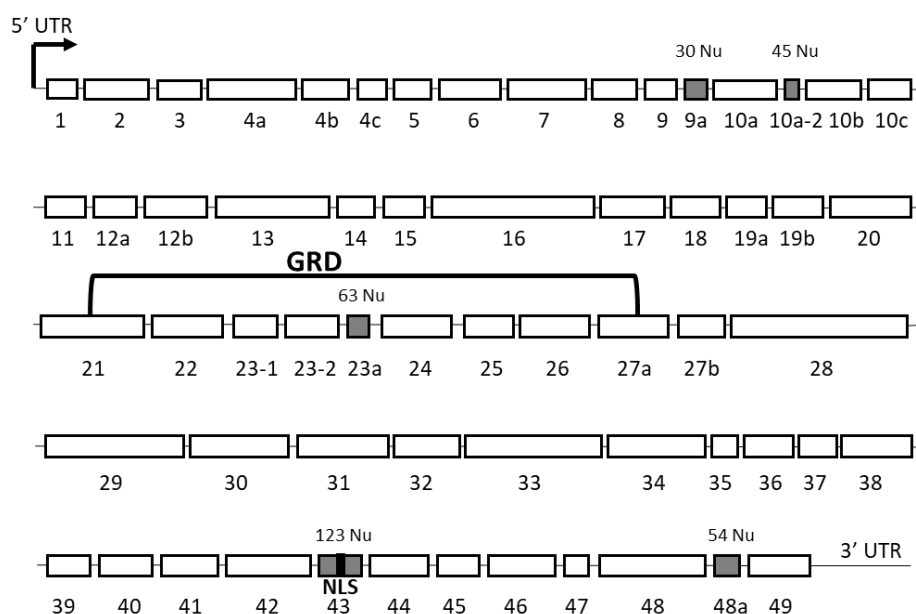 5’ UTR
30 Nu 45 Nu
1 2 3 4a 4b 4c 5 6 7 8 9 9a 10a 10a-2 10b 10c
11 12a 12b 13 14 15 16 17 18 19a 19b 20
GRD
63 Nu
21 22 23-1 23-2 23a 24 25 26 27a 27b 28
29 30 31 32 33 34 35 36 37 38
123 Nu 54 Nu
3’ UTR
NLS
39 40 41 42 43 44 45 46 47 48 48a 49